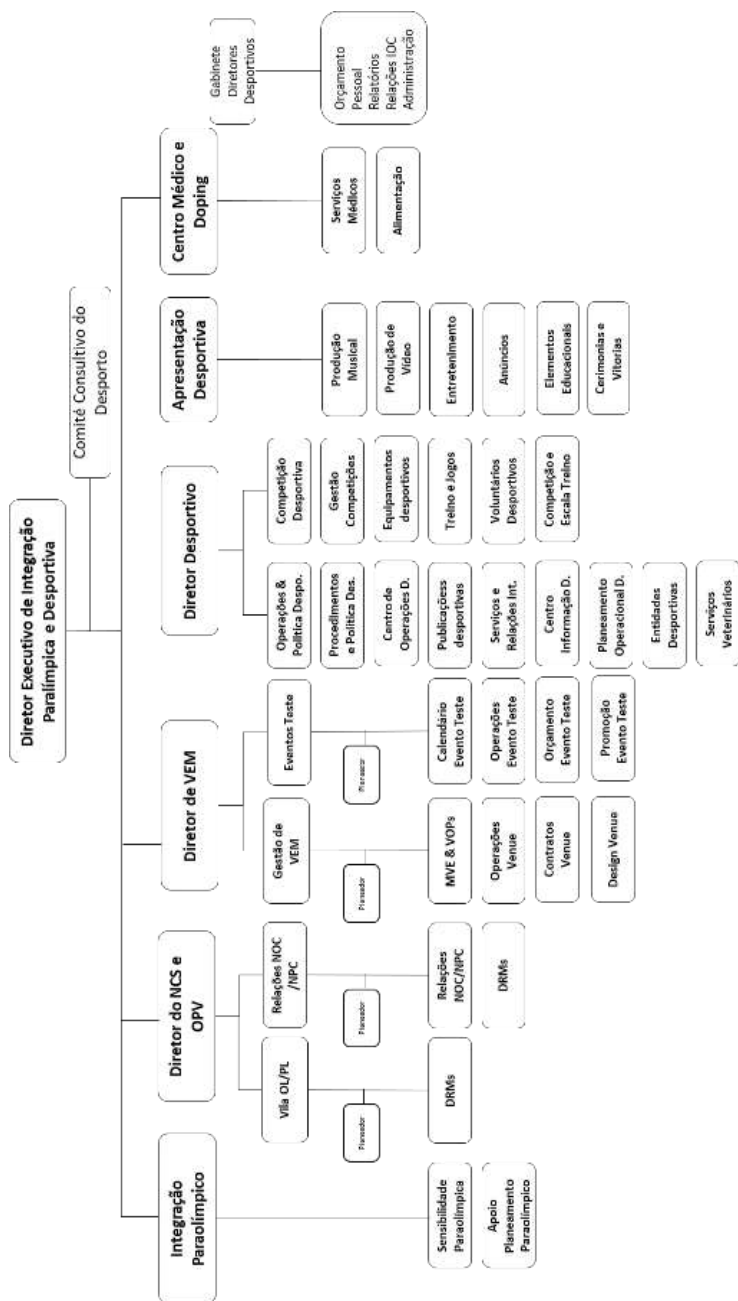 Diretor Executivo de Integração
Paralímpica e Desportiva
Comité Consultivo do
Desporto
Gabinete
Diretores
Desportivos
Orçamento
Pessoal
Relatórios
Relações IOC
Administração
Integração
Paraolímpico
Sensibilidade
Paraolímpica
Apoio
Planeamento
Paraolímpico
Diretor do NCS e
OPV
Vila OL/PL
Planeador
DRMs
Relações NOC
/NPC
Planeador
Relações
NOC/NPC
DRMs
Diretor de VEM
Gestão de
VEM
Planeador
MVE & VOPs
Operações
Venue
Contratos
Venue
Design Venue
Eventos Teste
Planeador
Calendário
Evento Teste
Operações
Evento Teste
Orçamento
Evento Teste
Promoção
Evento Teste
Diretor Desportivo
Operações &
Política Despo.
Procedimentos
e Política Des.
Centro de
Operações D.
Publicaçõess
desportivas
Serviços e
Relações Int.
Centro
Informação D.
Planeamento
Operacional D.
Entidades
Desportivas
Serviços
Veterinários
Competição
Desportiva
Gestão
Competições
Equipamentos
desportivos
Treino e Jogos
Voluntários
Desportivos
Competição e
Escala Treino
Apresentação
Desportiva
Produção
Musical
Produção de
Vídeo
Entretenimento
Anúncios
Elementos
Educacionais
Cerimonias e
Vitorias
Centro Médico e
Doping
Serviços
Médicos
Alimentação